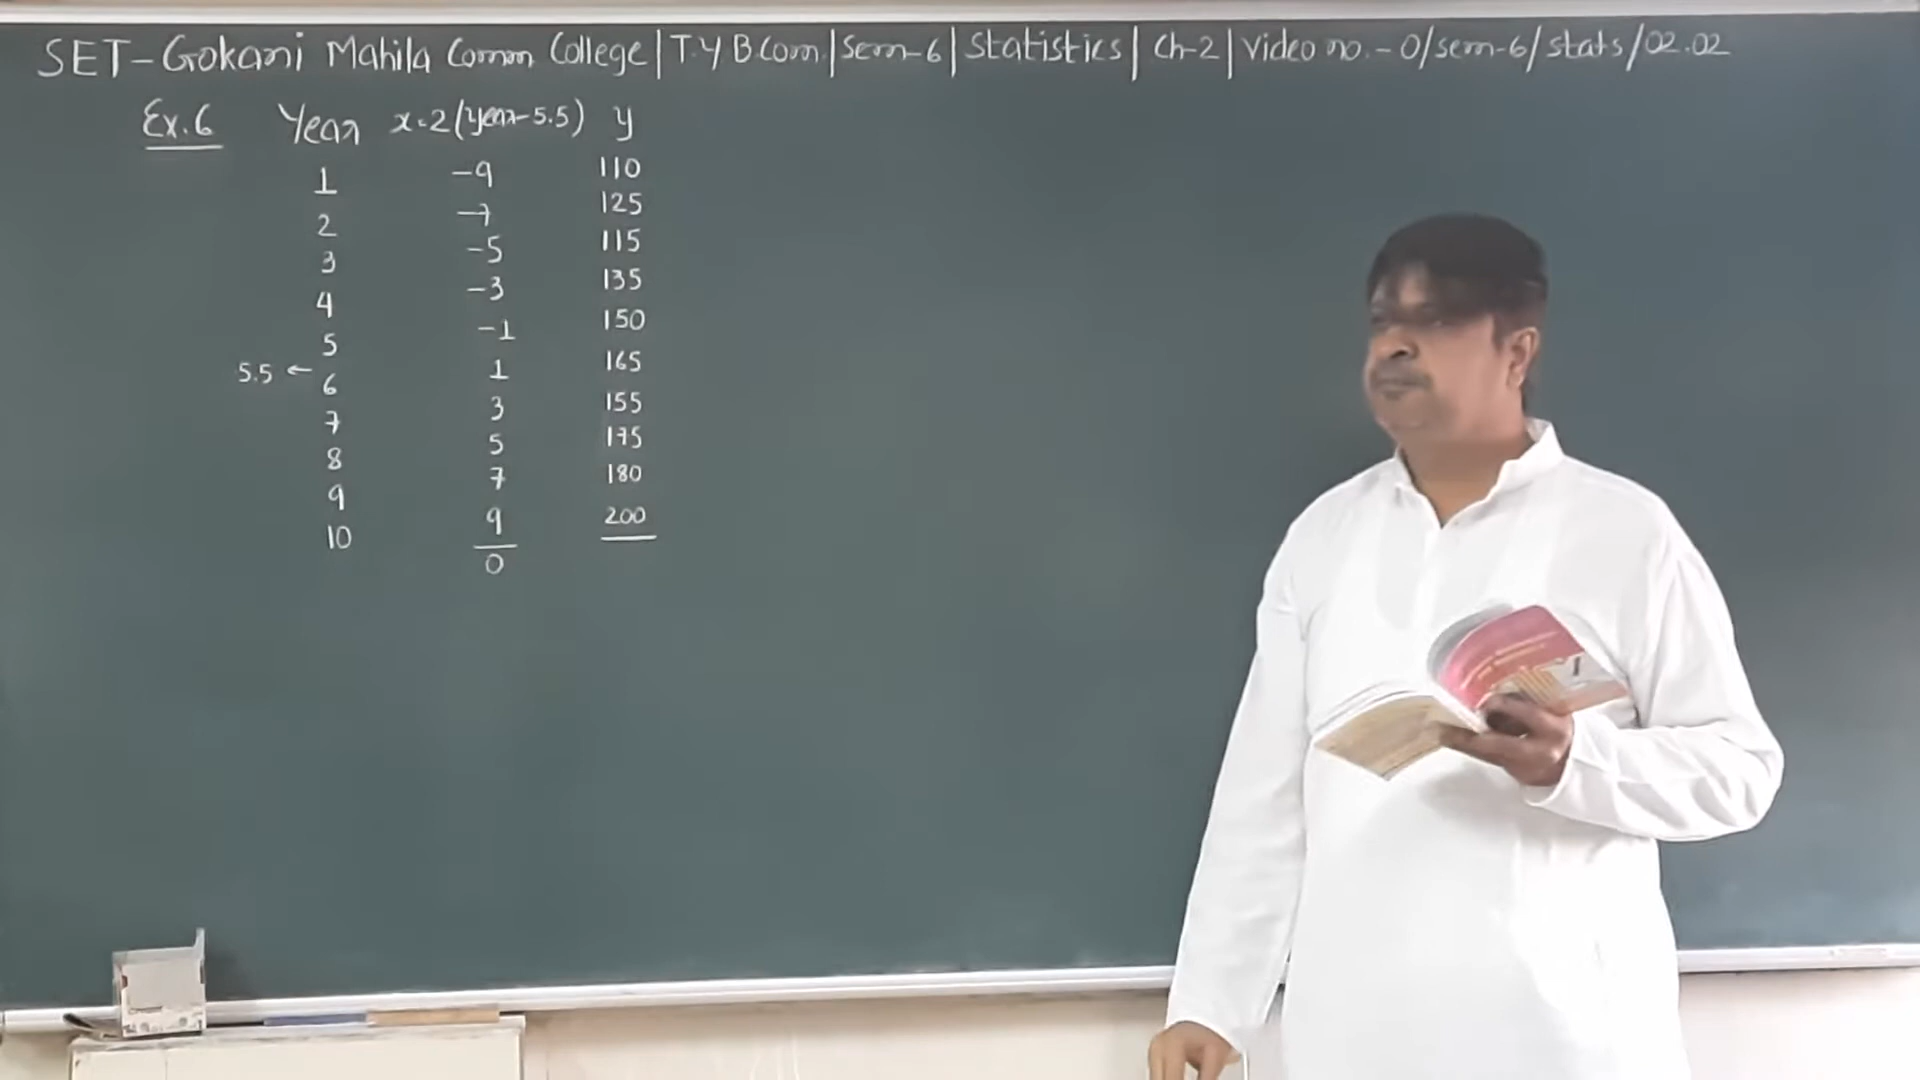 SET-Gokani Mahila Comm College | T.Y B.Com. | Sem-6 | Statistics | Ch-2 | Video no. - 0/sem-6/stats/02.02
Ex.6 Year x=2(year-5.5) y
1 -9 110
2 -7 125
3 -5 115
4 -3 135
5 -1 150
5.5 ←
6 1 165
7 3 155
8 5 175
9 7 180
10 9 200
0